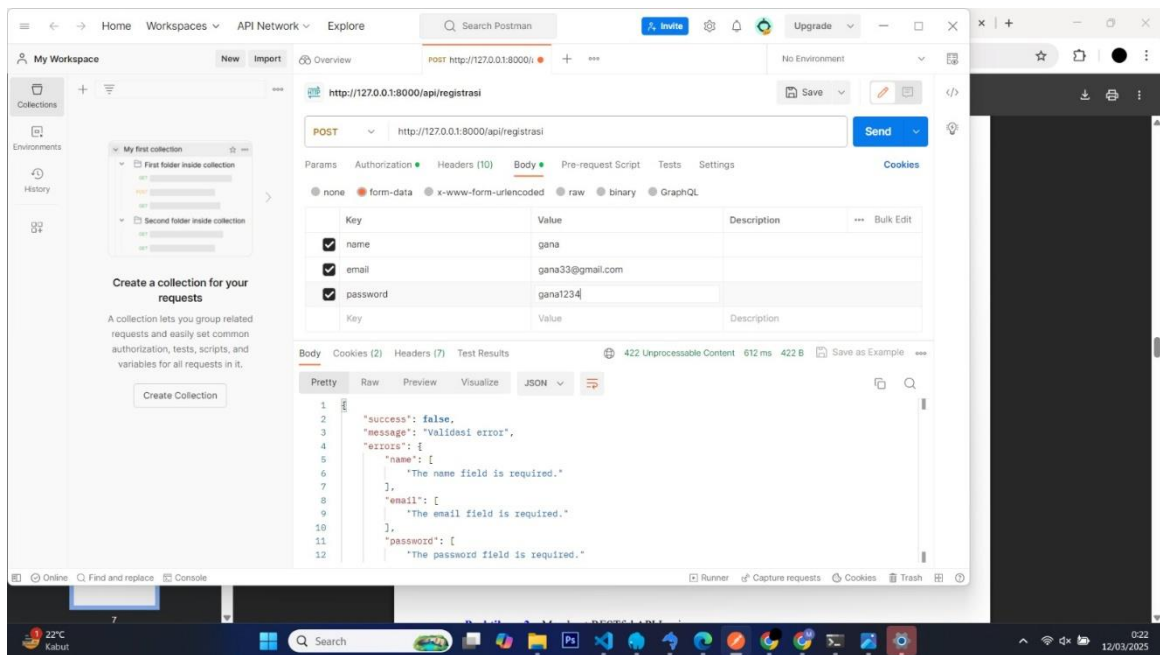 Home Workspaces API Network Explore Search Postman Invite Upgrade
My Workspace New Import Overview POST http://127.0.0.1:8000/ No Environment
Collections
Environments
History
http://127.0.0.1:8000/api/registrasi Save
POST http://127.0.0.1:8000/api/registrasi Send
Params Authorization Headers (10) Body Pre-request Script Tests Settings Cookies
none form-data x-www-form-urlencoded raw binary GraphQL
Key Value Description Bulk Edit
name gana
email gana33@gmail.com
password gana1234
Key Value Description
My first collection
First folder inside collection
Second folder inside collection
Create a collection for your
requests
A collection lets you group related
requests and easily set common
authorization, tests, scripts, and
variables for all requests in it.
Create Collection
Body Cookies (2) Headers (7) Test Results 422 Unprocessable Content 612 ms 422 B Save as Example
Pretty Raw Preview Visualize JSON
1 {
2 "success": false,
3 "message": "Validasi error",
4 "errors": {
5 "name": [
6 "The name field is required."
7 ],
8 "email": [
9 "The email field is required."
10 ],
11 "password": [
12 "The password field is required."
Online Find and replace Console Runner Capture requests Cookies Trash
7
22°C
Kabut
Search
0:22
12/03/2025